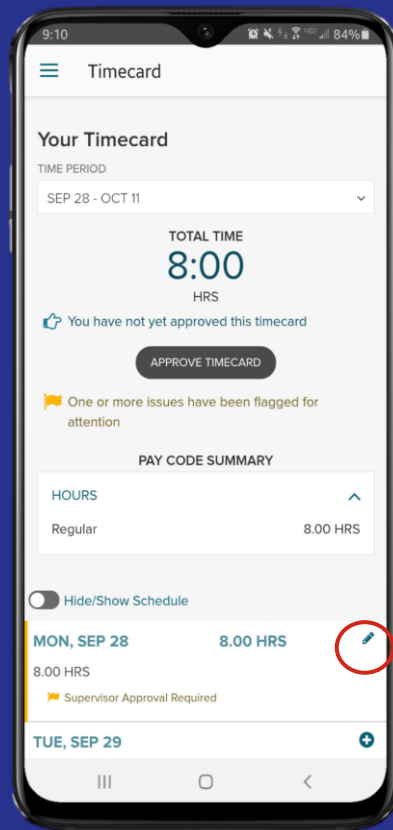 9:10 84%
Timecard
Your Timecard
TIME PERIOD
SEP 28 - OCT 11
TOTAL TIME
8:00
HRS
You have not yet approved this timecard
APPROVE TIMECARD
One or more issues have been flagged for
attention
PAY CODE SUMMARY
HOURS
Regular 8.00 HRS
Hide/Show Schedule
MON, SEP 28 8.00 HRS
8.00 HRS
Supervisor Approval Required
TUE, SEP 29